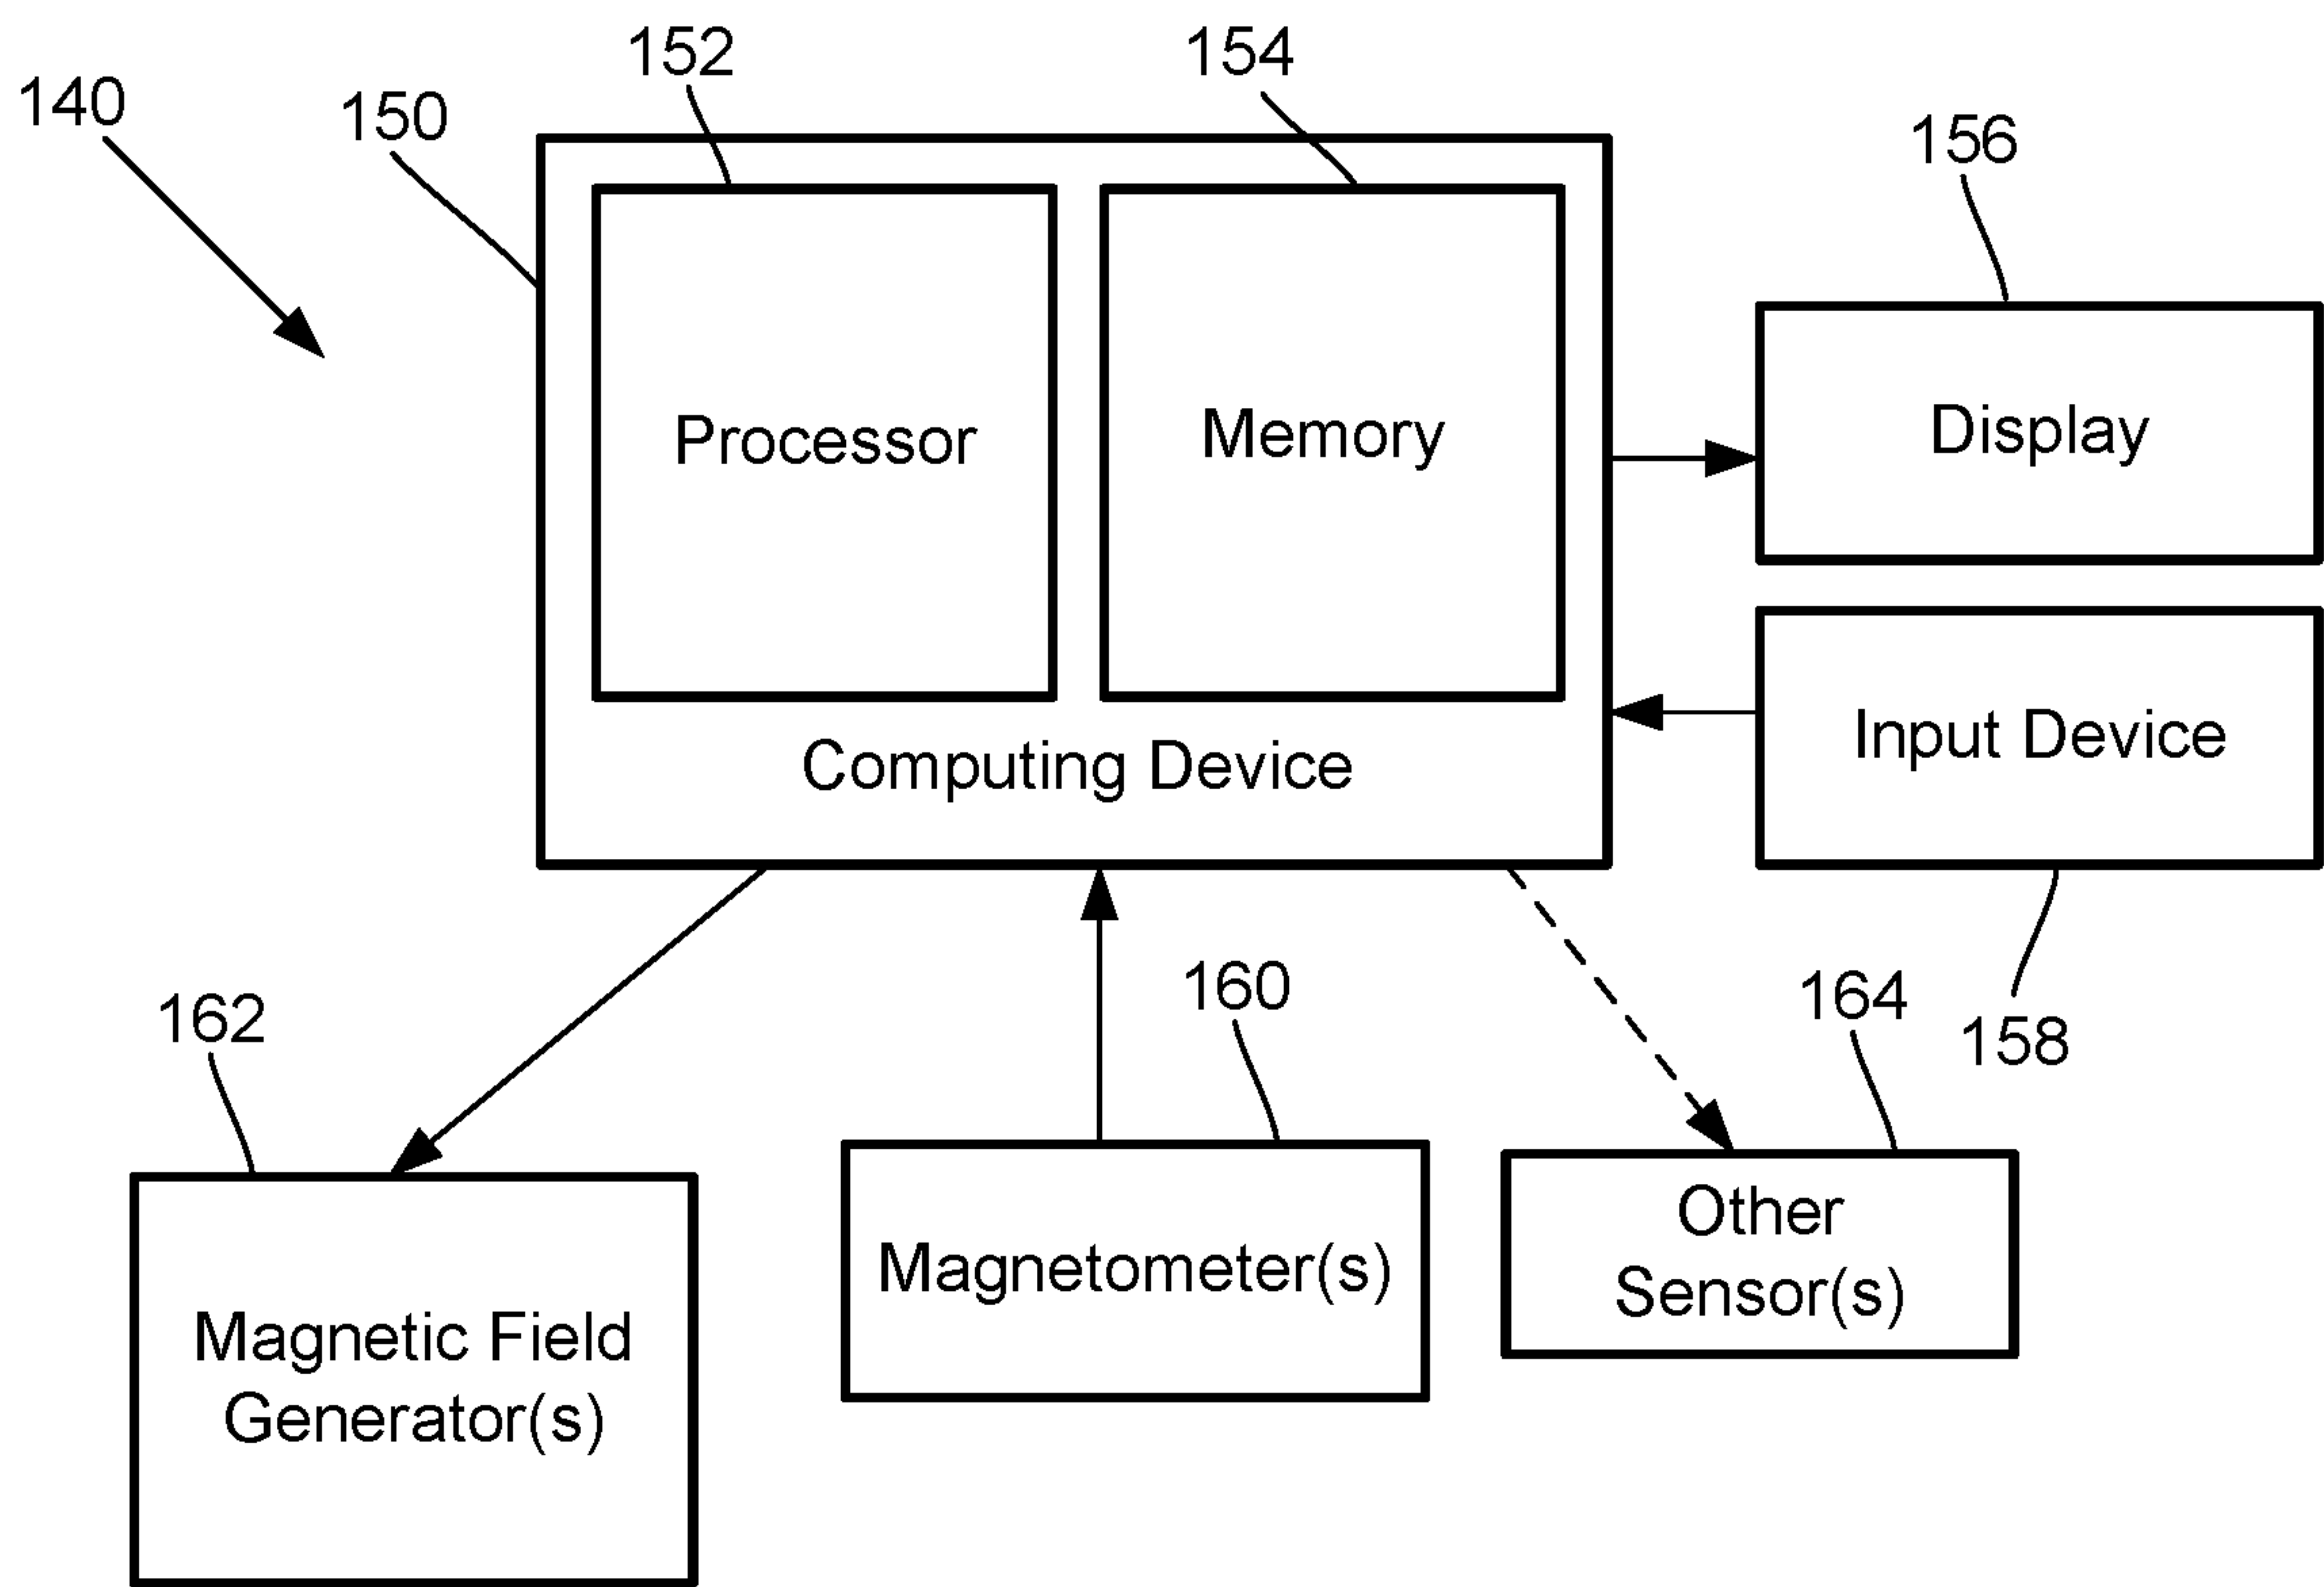 152
154
140
150
156
Processor
Memory
Display
Input Device
Computing Device
160
164
162
158
Other
Sensor(s)
Magnetometer(s)
Magnetic Field
Generator(s)